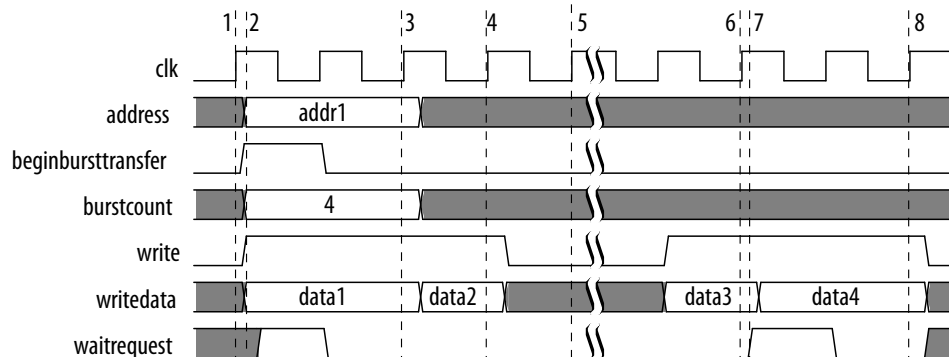 1 2 3 4 5 6 7 8
clk
address addr1
beginbursttransfer
burstcount 4
write
writedata data1 data2 data3 data4
waitrequest